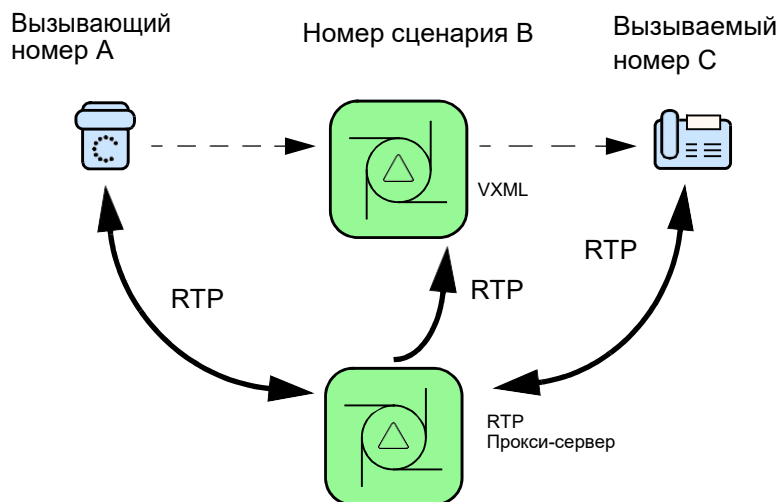 Вызывающий
номер A
Номер сценария B
Вызываемый
номер C
VXML
RTP
RTP
RTP
RTP
Прокси-сервер